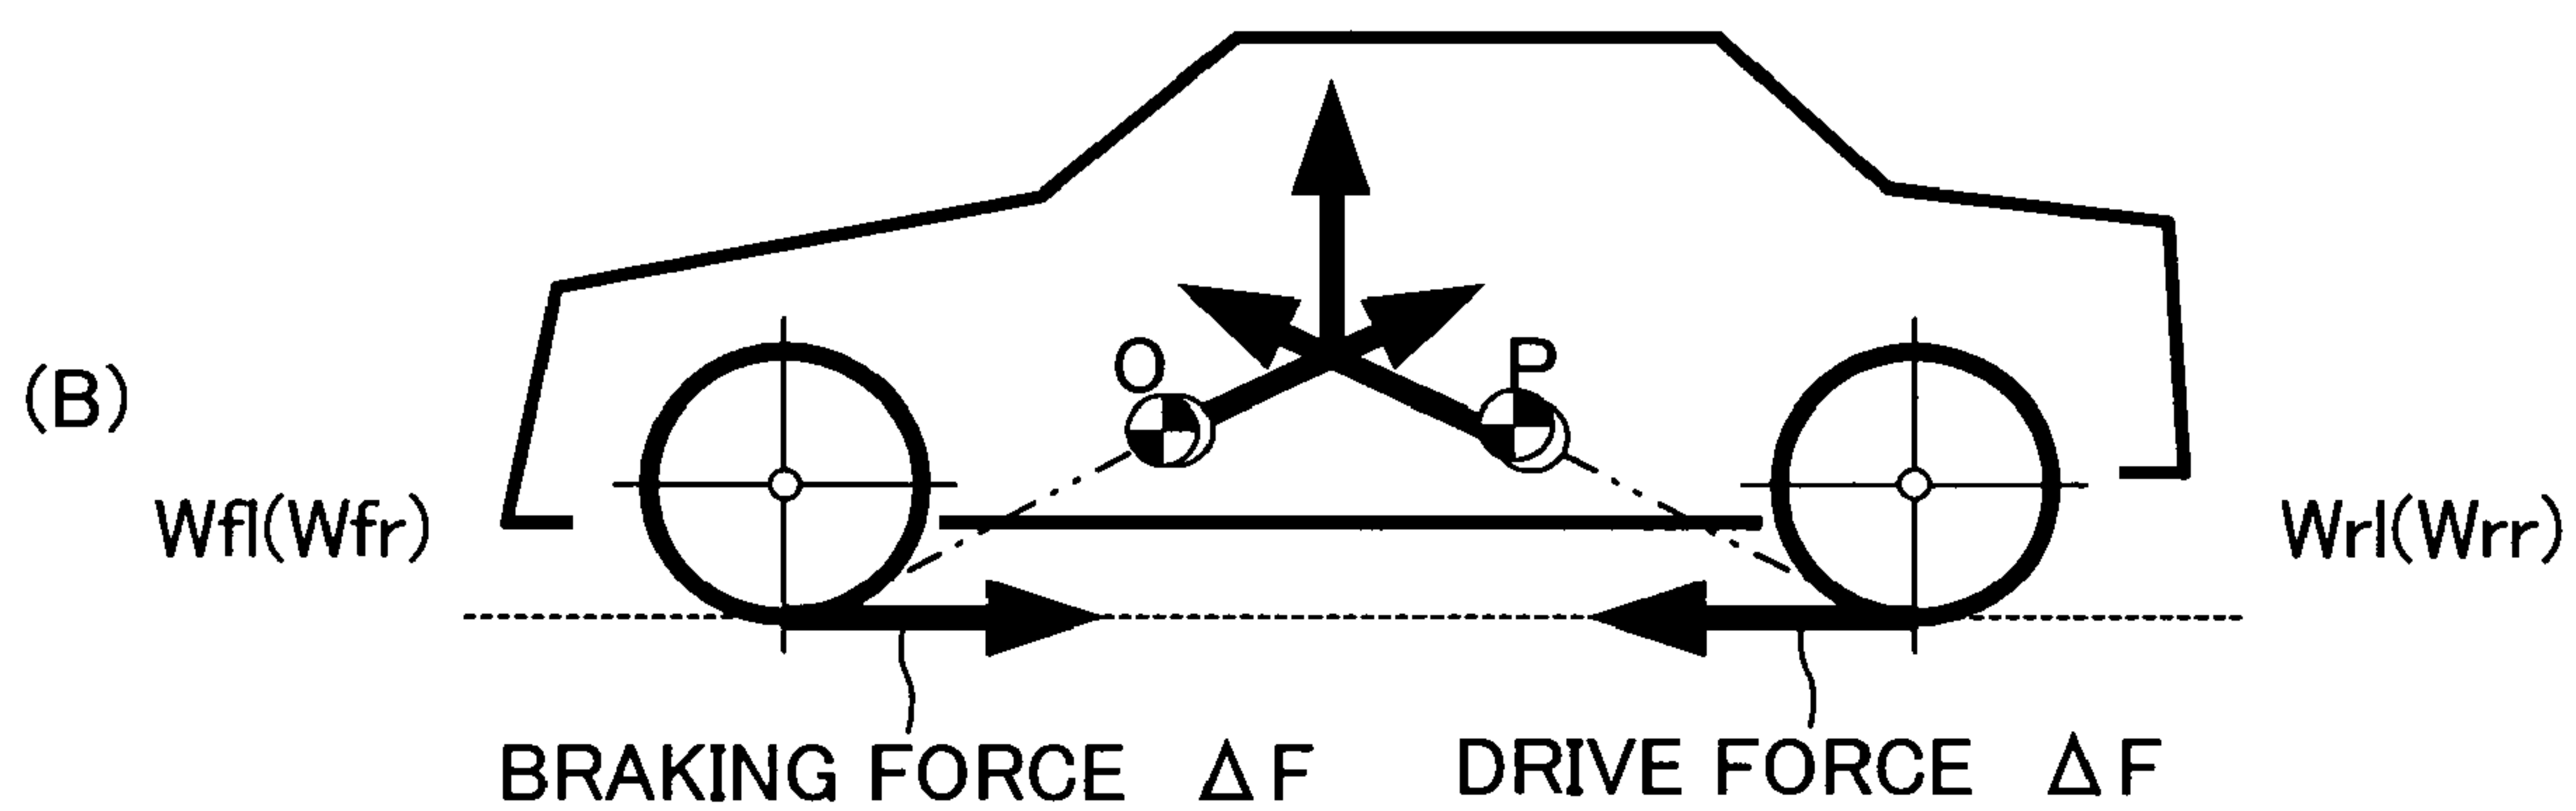 O P
(B)
Wfl(Wfr) Wrl(Wrr)
BRAKING FORCE ΔF DRIVE FORCE ΔF